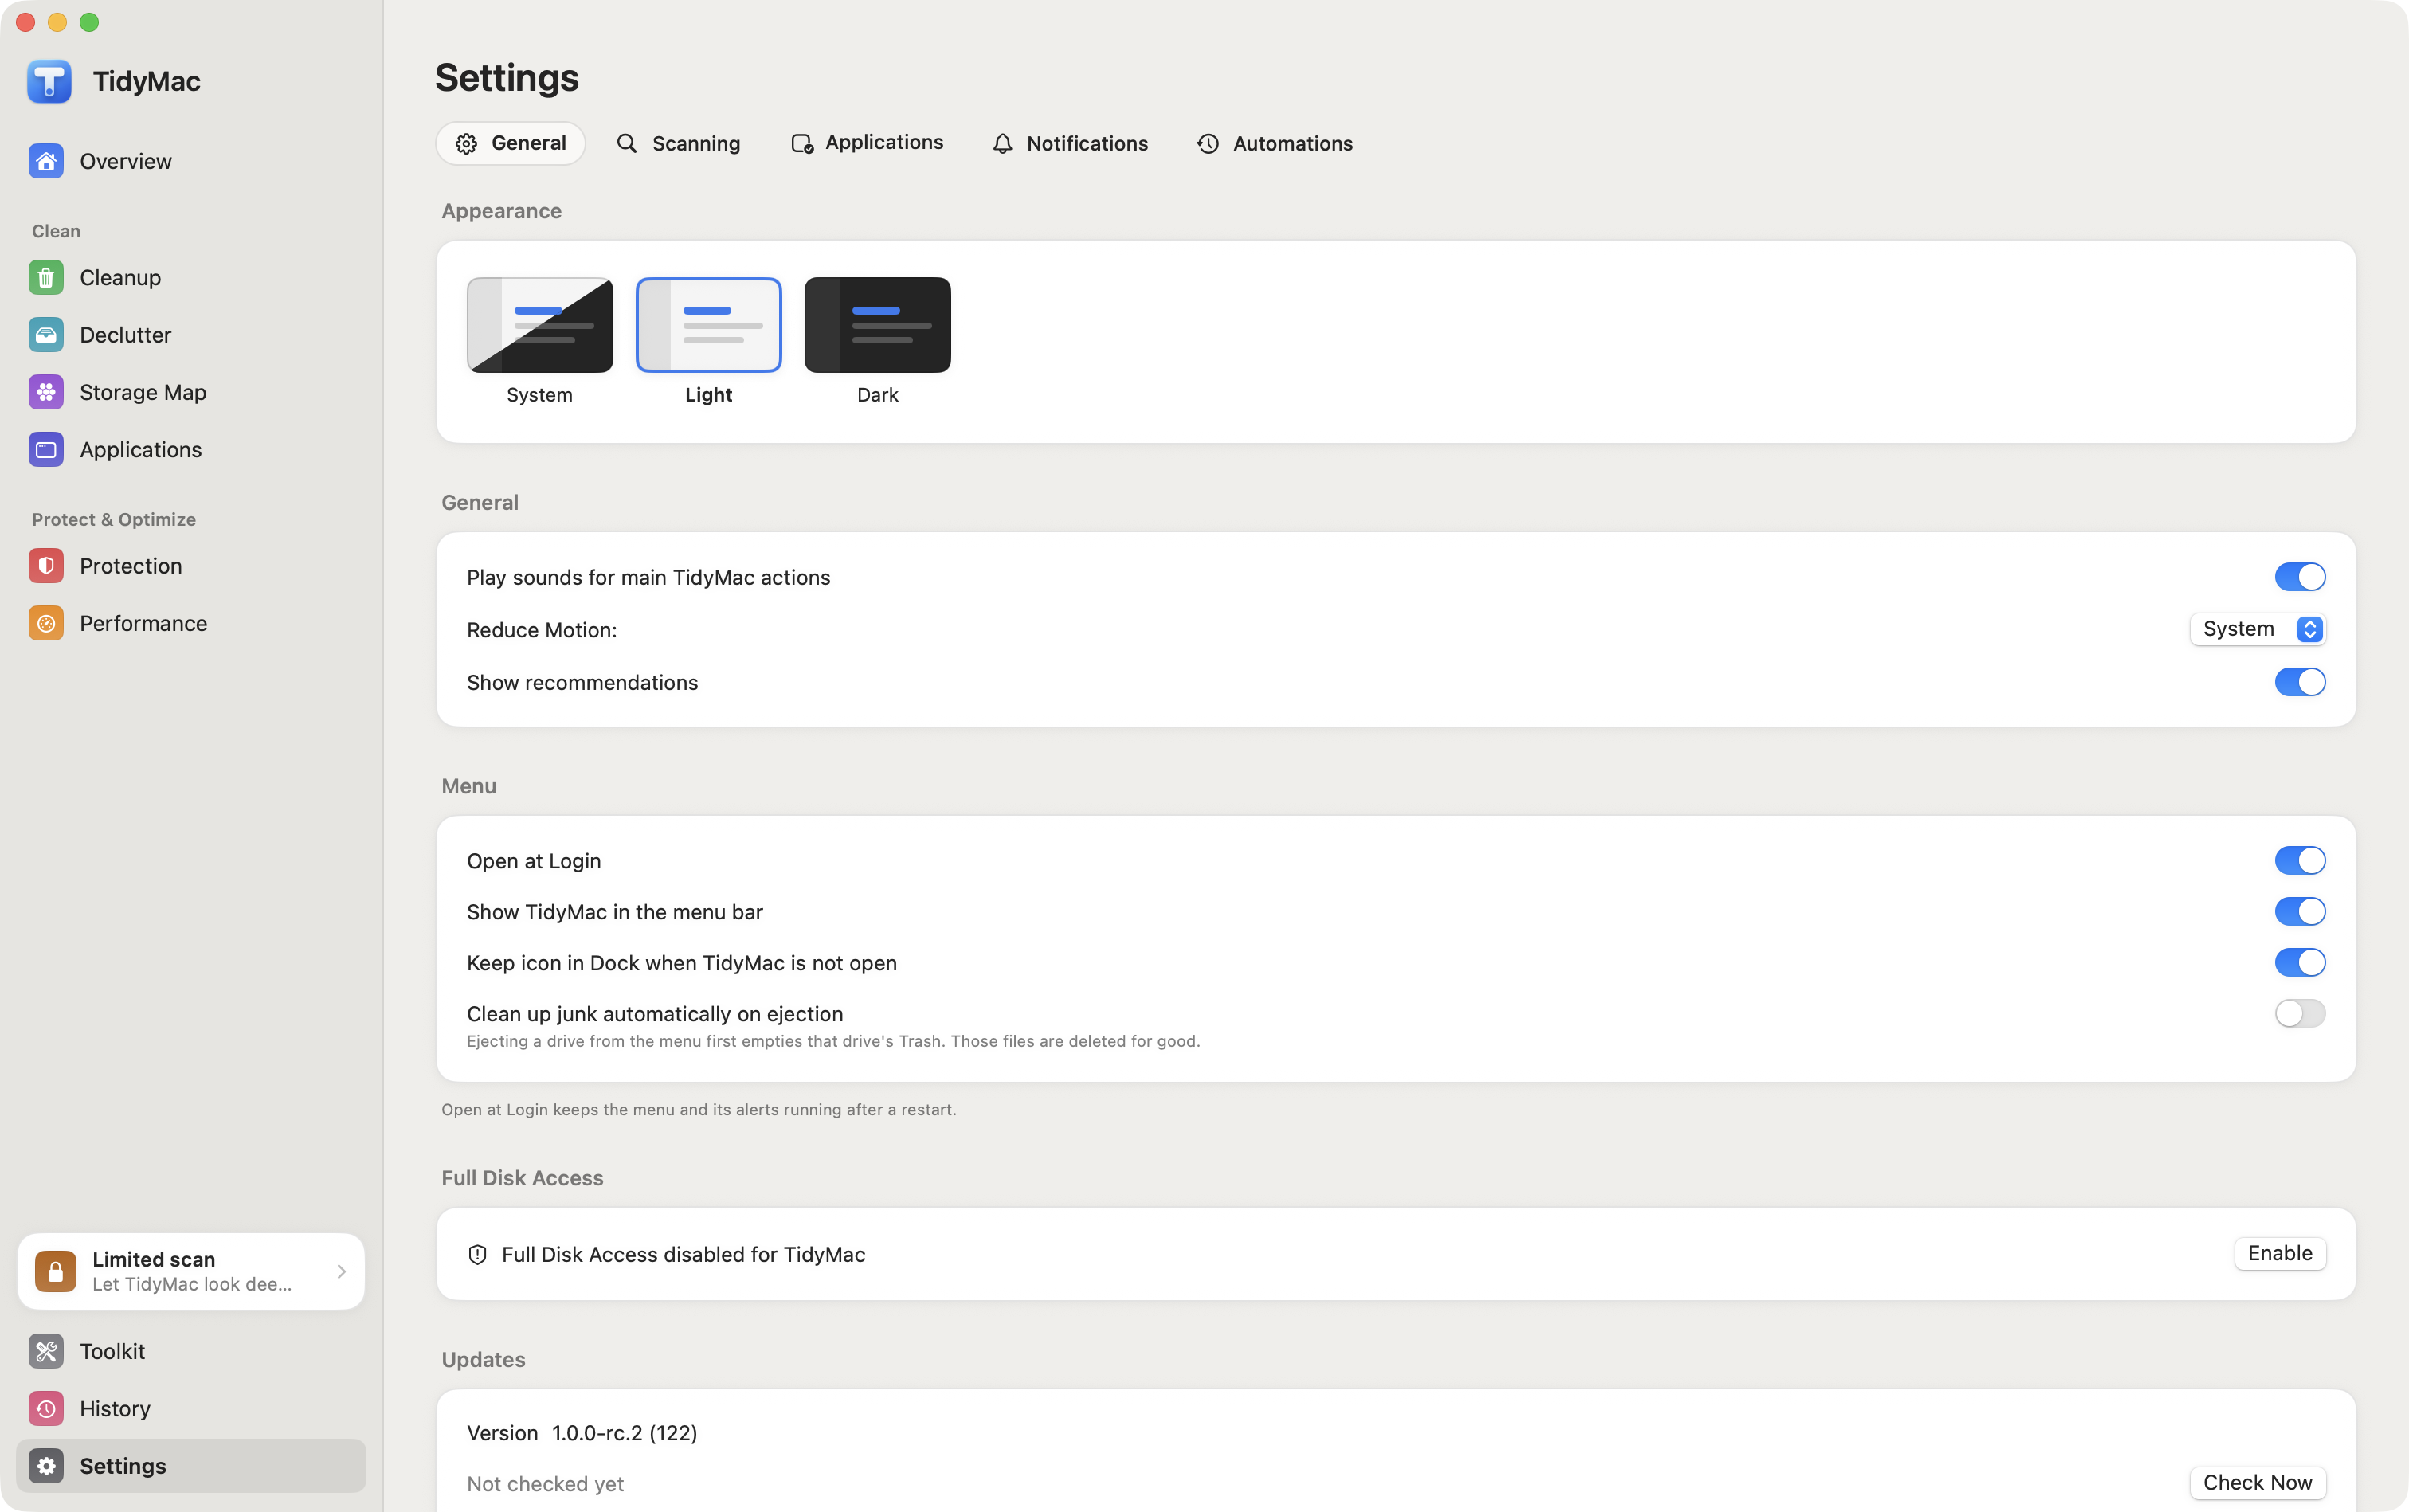 TidyMac
Overview
Clean
Cleanup
Declutter
Storage Map
Applications
Protect & Optimize
Protection
Performance
Limited scan
Let TidyMac look dee...
Toolkit
History
Settings
Settings
General
Scanning
Applications
Notifications
Automations
Appearance
System
Light
Dark
General
Play sounds for main TidyMac actions
Reduce Motion:
System
Show recommendations
Menu
Open at Login
Show TidyMac in the menu bar
Keep icon in Dock when TidyMac is not open
Clean up junk automatically on ejection
Ejecting a drive from the menu first empties that drive's Trash. Those files are deleted for good.
Open at Login keeps the menu and its alerts running after a restart.
Full Disk Access
Full Disk Access disabled for TidyMac
Enable
Updates
Version 1.0.0-rc.2 (122)
Not checked yet
Check Now